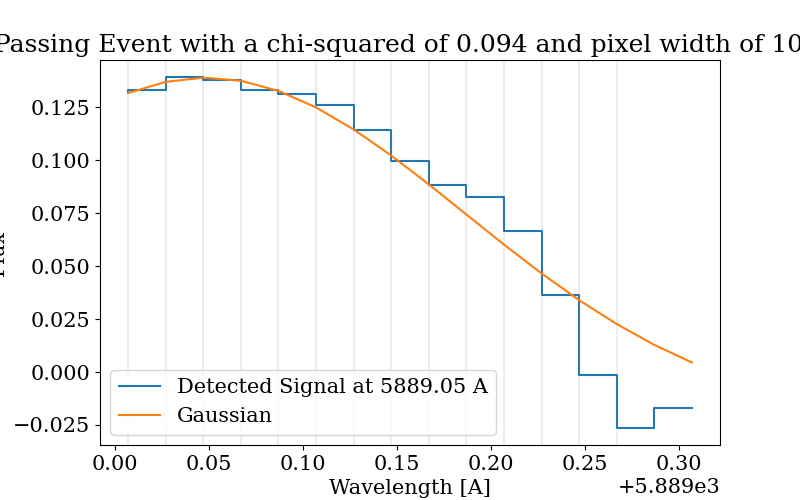 Passing Event with a chi-squared of 0.094 and pixel width of 10
0.125
0.100
0.075
0.050
0.025
0.000
−0.025
Detected Signal at 5889.05 A
Gaussian
0.00 0.05 0.10 0.15 0.20 0.25 0.30
Wavelength [A]
+5.889e3